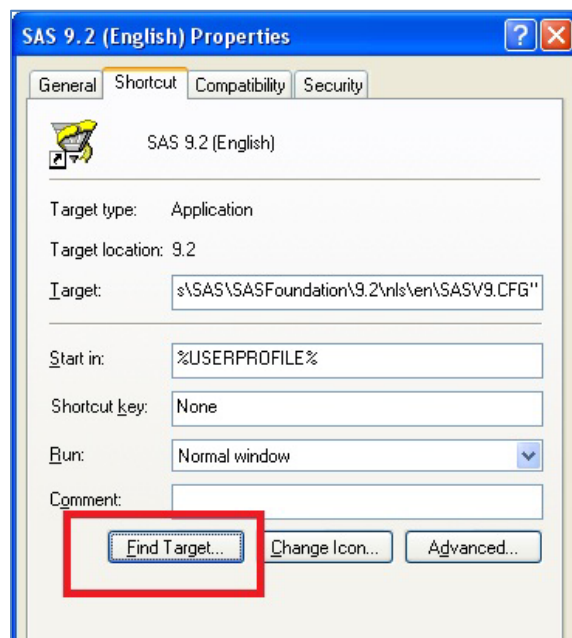 SAS 9.2 (English) Properties
General Shortcut Compatibility Security
SAS 9.2 (English)
Target type: Application
Target location: 9.2
Target: s\SAS\SASFoundation\9.2\nls\en\SASV9.CFG"
Start in: %USERPROFILE%
Shortcut key: None
Run: Normal window
Comment:
Find Target... Change Icon... Advanced...